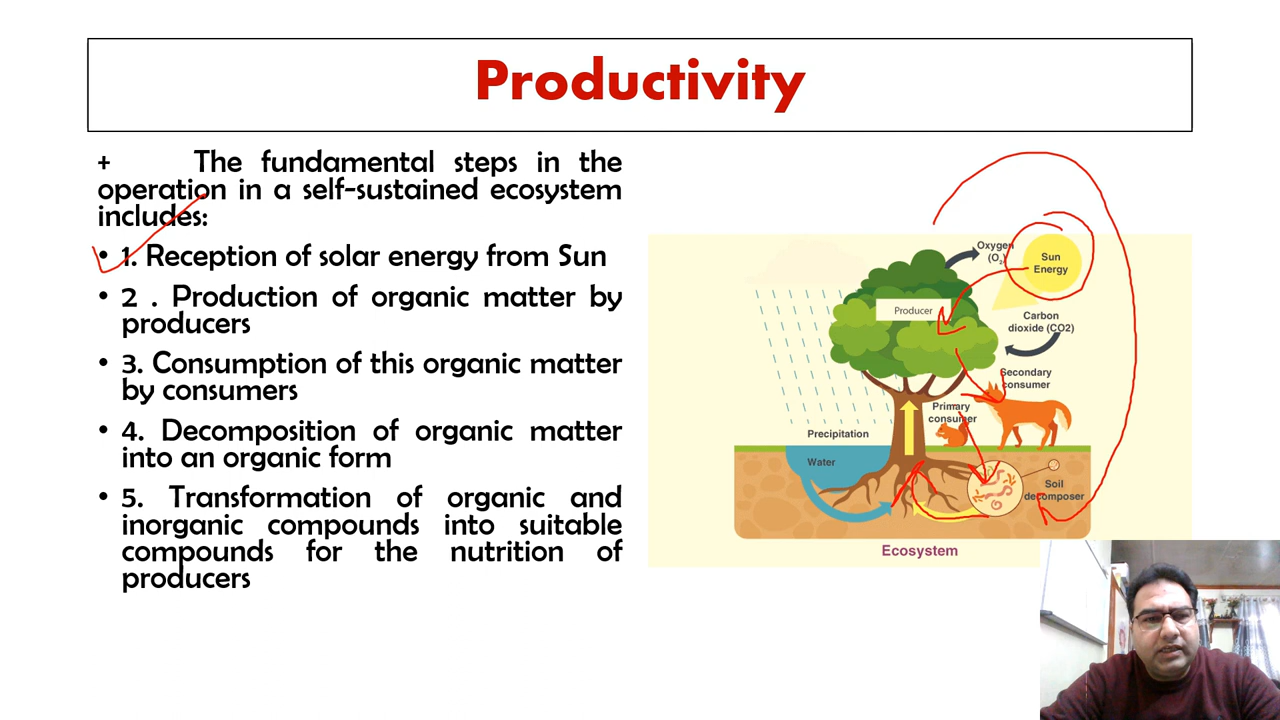 Productivity
+ The fundamental steps in the
operation in a self-sustained ecosystem
includes:
• 1. Reception of solar energy from Sun
• 2 . Production of organic matter by
producers
• 3. Consumption of this organic matter
by consumers
• 4. Decomposition of organic matter
into an organic form
• 5. Transformation of organic and
inorganic compounds into suitable
compounds for the nutrition of
producers
Oxygen
(O₂)
Sun
Energy
Producer
Carbon
dioxide (CO2)
Secondary
consumer
Primary
consumer
Precipitation
Water
Soil
decomposer
Ecosystem